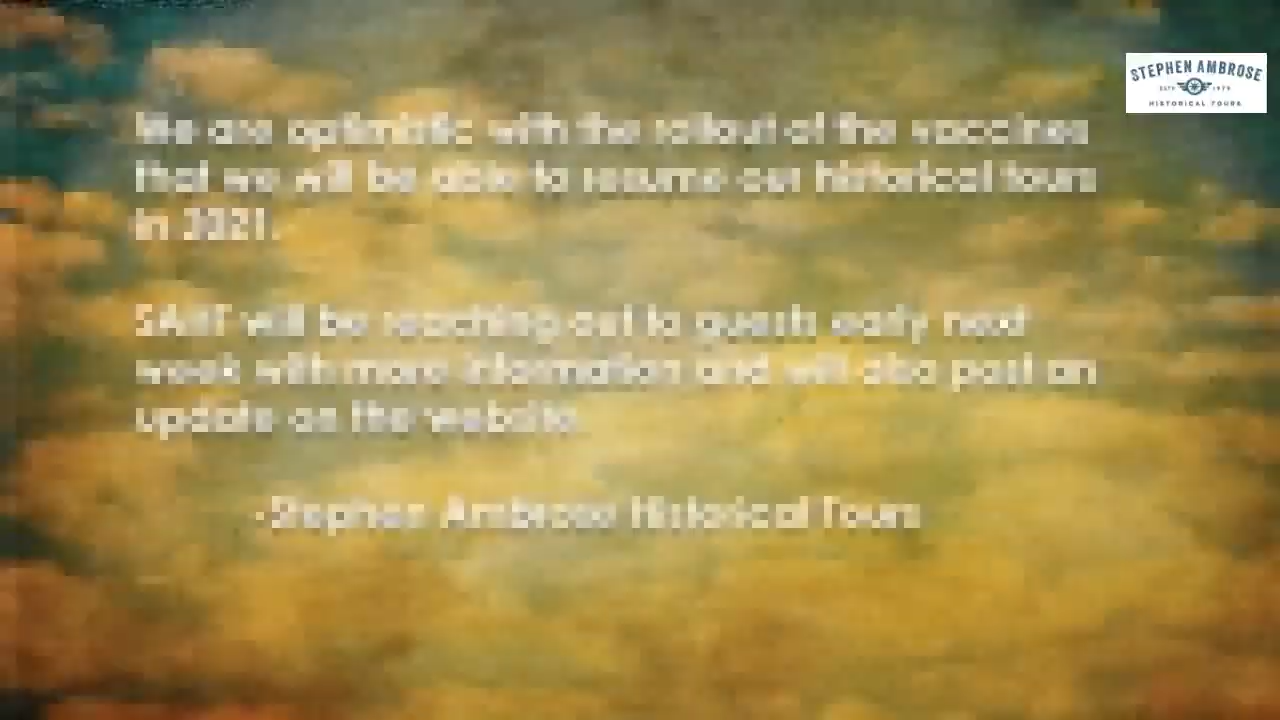 STEPHEN AMBROSE
ESTD 1979
HISTORICAL TOURS
We are optimistic with the rollout of the vaccines
that we will be able to resume our historical tours
in 2021.
SAHT will be reaching out to guests early next
week with more information and will also post an
update on the website.
-Stephen Ambrose Historical Tours